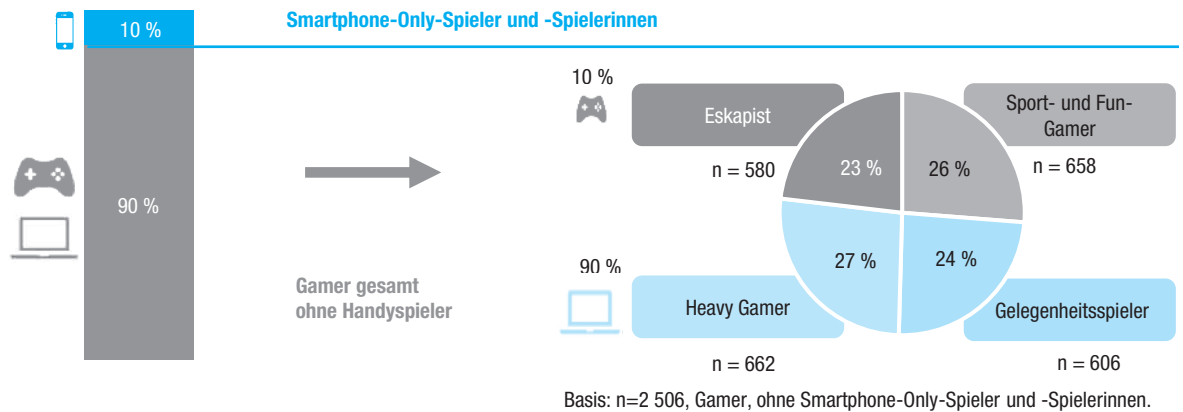 10 %
Smartphone-Only-Spieler und -Spielerinnen
90 %
Gamer gesamt
ohne Handyspieler
10 %
Eskapist
n = 580
23 %
26 %
Sport- und Fun-
Gamer
n = 658
90 %
Heavy Gamer
n = 662
27 %
24 %
Gelegenheitsspieler
n = 606
Basis: n=2 506, Gamer, ohne Smartphone-Only-Spieler und -Spielerinnen.